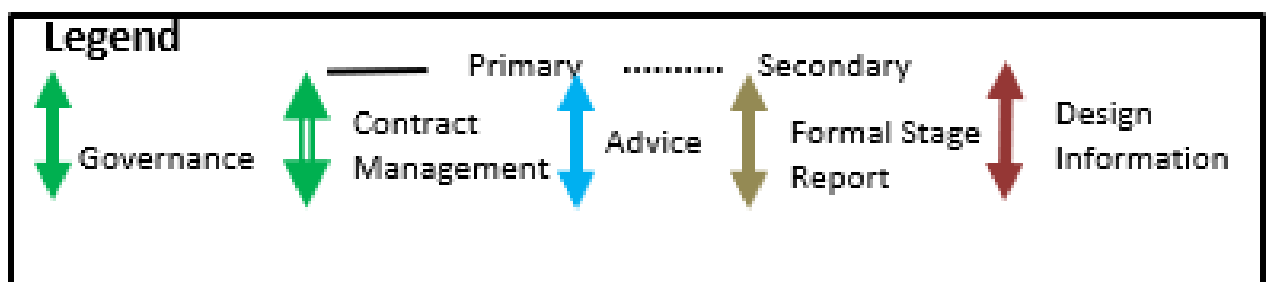 Legend
Primary
Secondary
Governance
Contract
Management
Advice
Formal Stage
Report
Design
Information